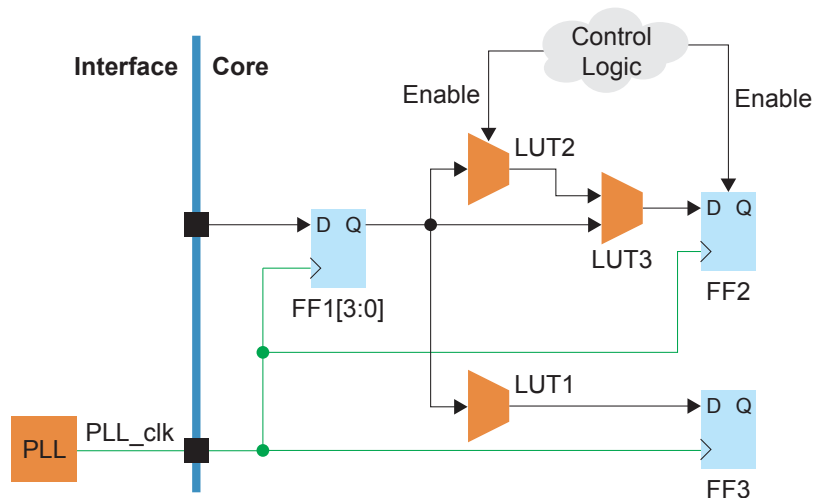 Control
Logic
Interface
Core
Enable
Enable
LUT2
D Q
D Q
LUT3
FF1[3:0]
FF2
LUT1
D Q
PLL_clk
PLL
FF3